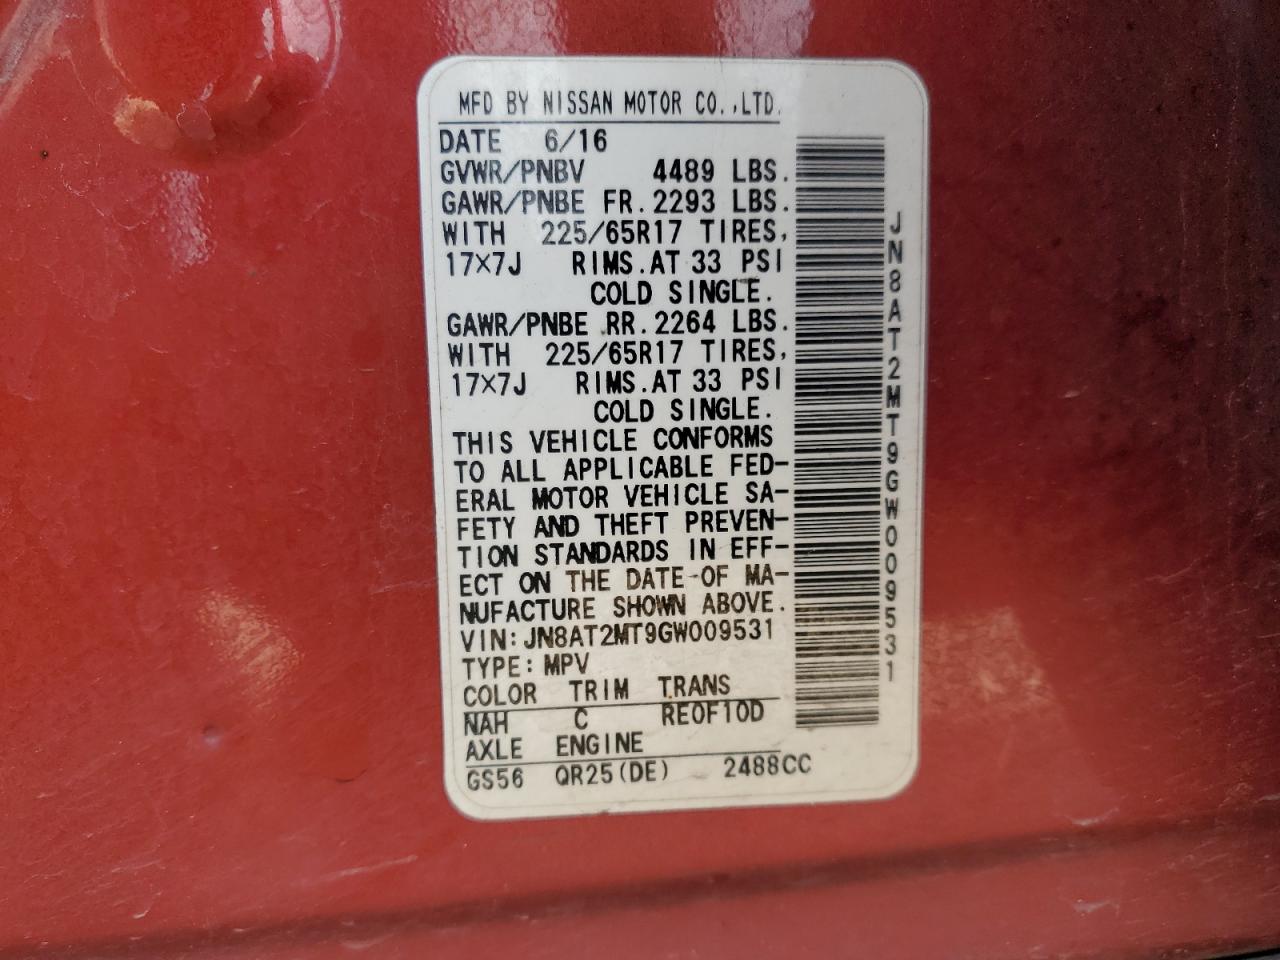 MFD BY NISSAN MOTOR CO.,LTD.
DATE 6/16
GVWR/PNBV 4489 LBS.
GAWR/PNBE FR.2293 LBS.
WITH 225/65R17 TIRES,
17×7J RIMS.AT 33 PSI
COLD SINGLE.
GAWR/PNBE RR.2264 LBS.
WITH 225/65R17 TIRES,
17×7J RIMS.AT 33 PSI
COLD SINGLE.
THIS VEHICLE CONFORMS
TO ALL APPLICABLE FED-
ERAL MOTOR VEHICLE SA-
FETY AND THEFT PREVEN-
TION STANDARDS IN EFF-
ECT ON THE DATE OF MA-
NUFACTURE SHOWN ABOVE.
VIN:JN8AT2MT9GW009531
TYPE:MPV
COLOR TRIM TRANS
NAH C RE0F10D
AXLE ENGINE
GS56 QR25(DE) 2488CC
JN8AT2MT9GW009531